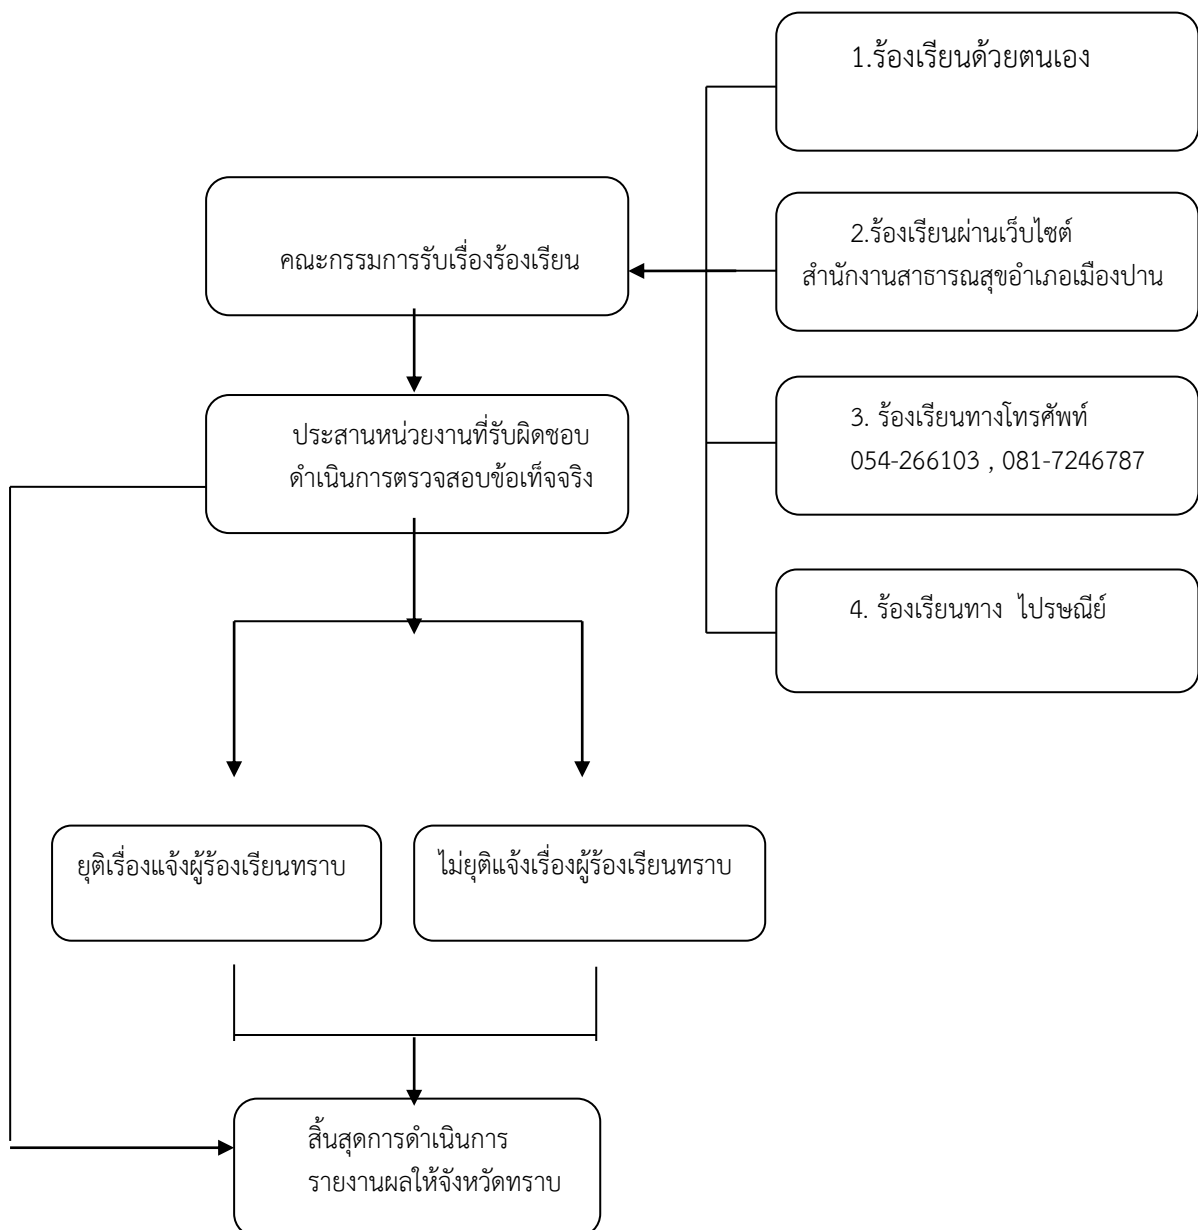 1.ร้องเรียนด้วยตนเอง
2.ร้องเรียนผ่านเว็บไซต์
สำนักงานสาธารณสุขอำเภอเมืองปาน
3. ร้องเรียนทางโทรศัพท์
054-266103 , 081-7246787
4. ร้องเรียนทาง ไปรษณีย์
คณะกรรมการรับเรื่องร้องเรียน
ประสานหน่วยงานที่รับผิดชอบ
ดำเนินการตรวจสอบข้อเท็จจริง
ยุติเรื่องแจ้งผู้ร้องเรียนทราบ
ไม่ยุติแจ้งเรื่องผู้ร้องเรียนทราบ
สิ้นสุดการดำเนินการ
รายงานผลให้จังหวัดทราบ